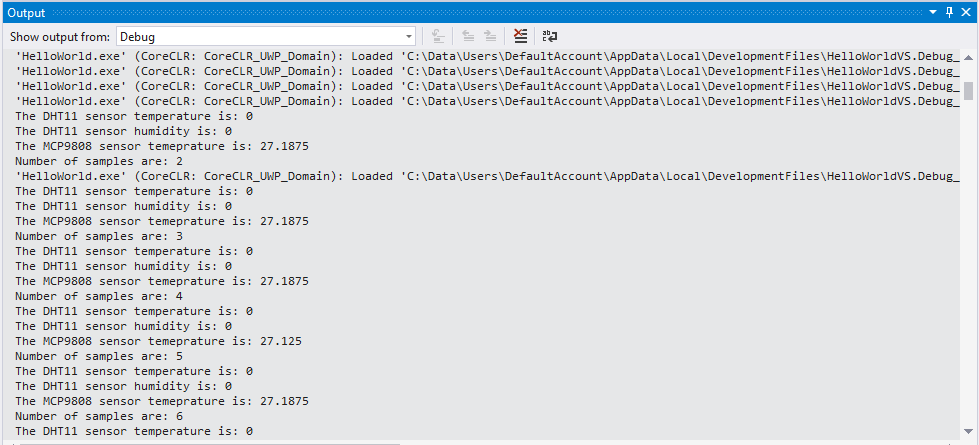 Output
Show output from: Debug
'HelloWorld.exe' (CoreCLR: CoreCLR_UWP_Domain): Loaded 'C:\Data\Users\DefaultAccount\AppData\Local\DevelopmentFiles\HelloWorldVS.Debug_
'HelloWorld.exe' (CoreCLR: CoreCLR_UWP_Domain): Loaded 'C:\Data\Users\DefaultAccount\AppData\Local\DevelopmentFiles\HelloWorldVS.Debug_
'HelloWorld.exe' (CoreCLR: CoreCLR_UWP_Domain): Loaded 'C:\Data\Users\DefaultAccount\AppData\Local\DevelopmentFiles\HelloWorldVS.Debug_
'HelloWorld.exe' (CoreCLR: CoreCLR_UWP_Domain): Loaded 'C:\Data\Users\DefaultAccount\AppData\Local\DevelopmentFiles\HelloWorldVS.Debug_
The DHT11 sensor temperature is: 0
The DHT11 sensor humidity is: 0
The MCP9808 sensor temeprature is: 27.1875
Number of samples are: 2
'HelloWorld.exe' (CoreCLR: CoreCLR_UWP_Domain): Loaded 'C:\Data\Users\DefaultAccount\AppData\Local\DevelopmentFiles\HelloWorldVS.Debug_
The DHT11 sensor temperature is: 0
The DHT11 sensor humidity is: 0
The MCP9808 sensor temeprature is: 27.1875
Number of samples are: 3
The DHT11 sensor temperature is: 0
The DHT11 sensor humidity is: 0
The MCP9808 sensor temeprature is: 27.1875
Number of samples are: 4
The DHT11 sensor temperature is: 0
The DHT11 sensor humidity is: 0
The MCP9808 sensor temeprature is: 27.125
Number of samples are: 5
The DHT11 sensor temperature is: 0
The DHT11 sensor humidity is: 0
The MCP9808 sensor temeprature is: 27.1875
Number of samples are: 6
The DHT11 sensor temperature is: 0